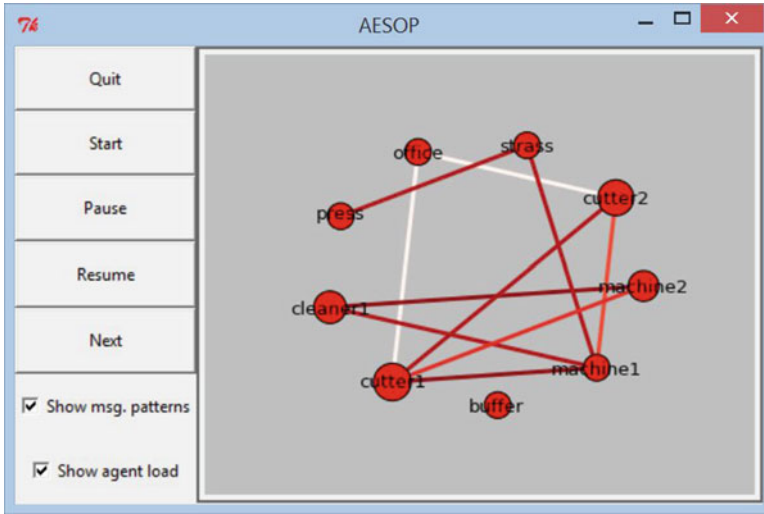 7k AESOP
Quit
Start
Pause
Resume
Next
Show msg. patterns
Show agent load
office
strass
cutter2
press
machine2
cleaner1
cutter1
machine1
buffer